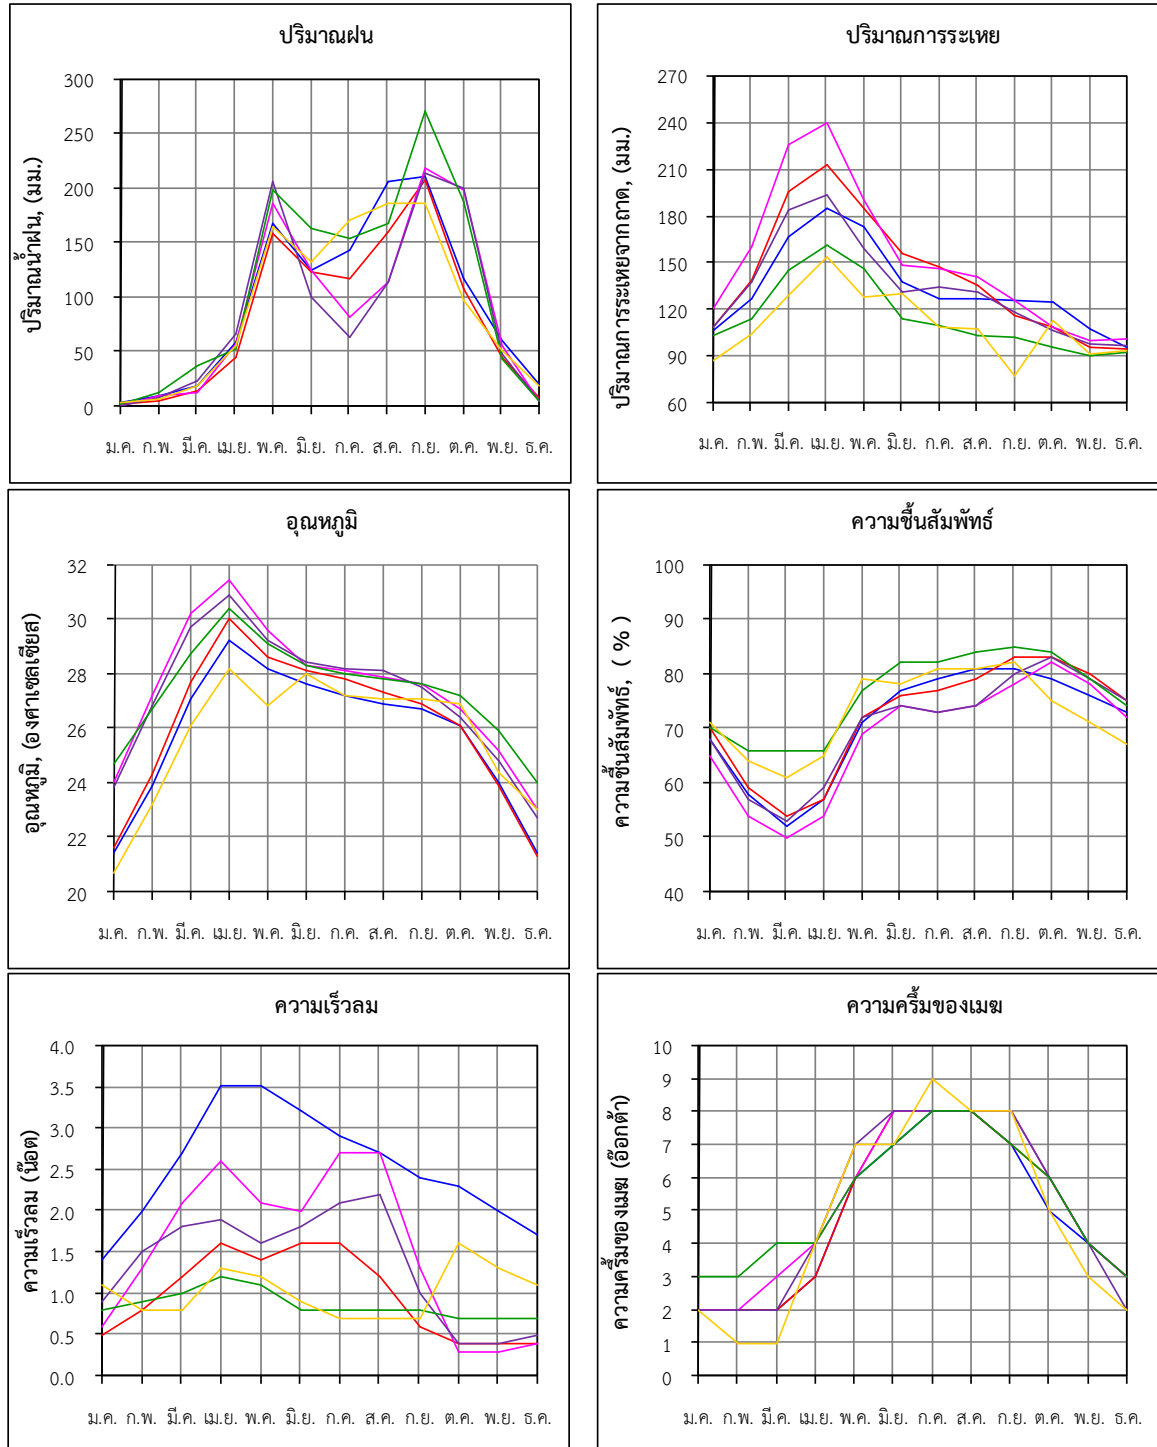 ปริมาณฝน
ปริมาณน้ำฝน, (มม.)
300
250
200
150
100
50
0
ม.ค. ก.พ. มี.ค. เม.ย. พ.ค. มิ.ย. ก.ค. ส.ค. ก.ย. ต.ค. พ.ย. ธ.ค.
ปริมาณการระเหย
ปริมาณการระเหยจากถาด, (มม.)
270
240
210
180
150
120
90
60
ม.ค. ก.พ. มี.ค. เม.ย. พ.ค. มิ.ย. ก.ค. ส.ค. ก.ย. ต.ค. พ.ย. ธ.ค.
อุณหภูมิ
อุณหภูมิ, (องศาเซลเซียส)
32
30
28
26
24
22
20
ม.ค. ก.พ. มี.ค. เม.ย. พ.ค. มิ.ย. ก.ค. ส.ค. ก.ย. ต.ค. พ.ย. ธ.ค.
ความชื้นสัมพัทธ์
ความชื้นสัมพัทธ์, ( % )
100
90
80
70
60
50
40
ม.ค. ก.พ. มี.ค. เม.ย. พ.ค. มิ.ย. ก.ค. ส.ค. ก.ย. ต.ค. พ.ย. ธ.ค.
ความเร็วลม
ความเร็วลม (น๊อต)
4.0
3.5
3.0
2.5
2.0
1.5
1.0
0.5
0.0
ม.ค. ก.พ. มี.ค. เม.ย. พ.ค. มิ.ย. ก.ค. ส.ค. ก.ย. ต.ค. พ.ย. ธ.ค.
ความครึ้มของเมฆ
ความครึ้มของเมฆ (อ๊อกต้า)
10
9
8
7
6
5
4
3
2
1
0
ม.ค. ก.พ. มี.ค. เม.ย. พ.ค. มิ.ย. ก.ค. ส.ค. ก.ย. ต.ค. พ.ย. ธ.ค.